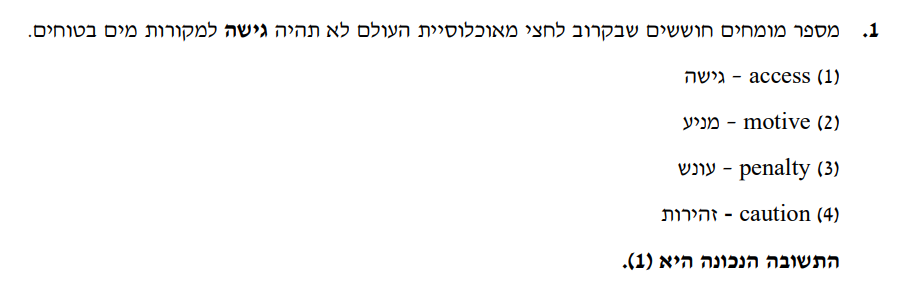 1. מספר מומחים חוששים שבקרוב לחצי מאוכלוסיית העולם לא תהיה גישה למקורות מים בטוחים.
(1) access – גישה
(2) motive – מניע
(3) penalty – עונש
(4) caution - זהירות
התשובה הנכונה היא (1).